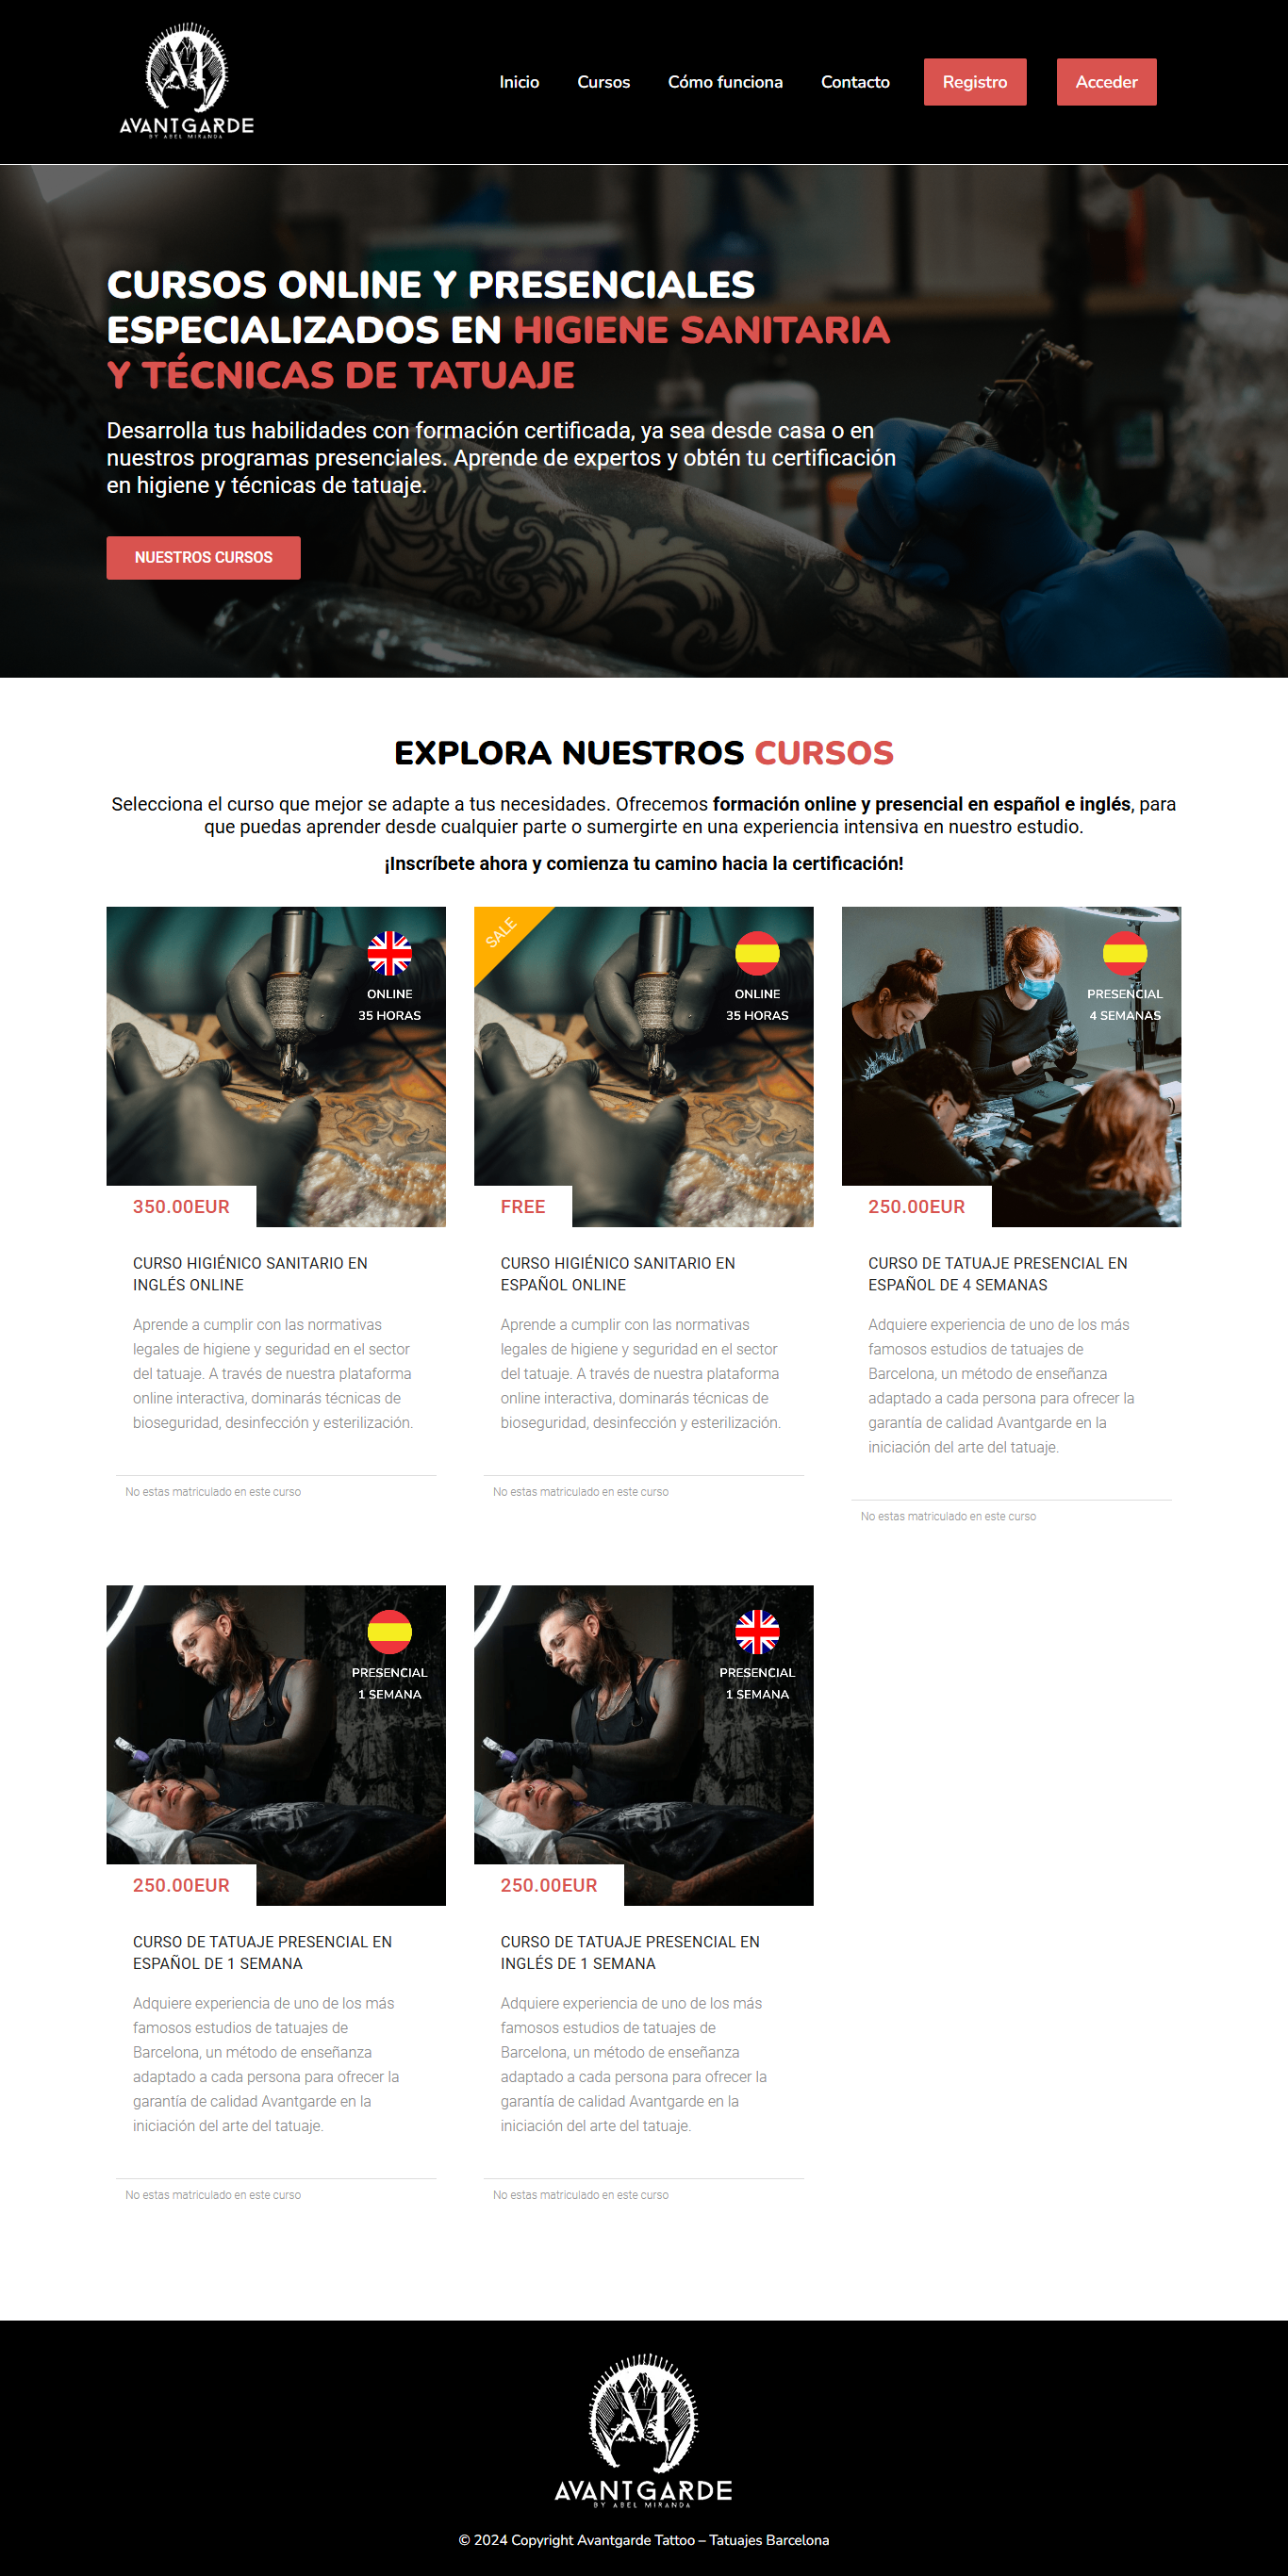 AVANTGARDE
BY ABEL MIRANDA
Inicio
Cursos
Cómo funciona
Contacto
Registro
Acceder
CURSOS ONLINE Y PRESENCIALES
ESPECIALIZADOS EN HIGIENE SANITARIA
Y TÉCNICAS DE TATUAJE
Desarrolla tus habilidades con formación certificada, ya sea desde casa o en
nuestros programas presenciales. Aprende de expertos y obtén tu certificación
en higiene y técnicas de tatuaje.
NUESTROS CURSOS
EXPLORA NUESTROS CURSOS
Selecciona el curso que mejor se adapte a tus necesidades. Ofrecemos formación online y presencial en español e inglés, para
que puedas aprender desde cualquier parte o sumergirte en una experiencia intensiva en nuestro estudio.
¡Inscríbete ahora y comienza tu camino hacia la certificación!
ONLINE
35 HORAS
350.00EUR
CURSO HIGIÉNICO SANITARIO EN
INGLÉS ONLINE
Aprende a cumplir con las normativas
legales de higiene y seguridad en el sector
del tatuaje. A través de nuestra plataforma
online interactiva, dominarás técnicas de
bioseguridad, desinfección y esterilización.
No estas matriculado en este curso
SALE
ONLINE
35 HORAS
FREE
CURSO HIGIÉNICO SANITARIO EN
ESPAÑOL ONLINE
Aprende a cumplir con las normativas
legales de higiene y seguridad en el sector
del tatuaje. A través de nuestra plataforma
online interactiva, dominarás técnicas de
bioseguridad, desinfección y esterilización.
No estas matriculado en este curso
PRESENCIAL
4 SEMANAS
250.00EUR
CURSO DE TATUAJE PRESENCIAL EN
ESPAÑOL DE 4 SEMANAS
Adquiere experiencia de uno de los más
famosos estudios de tatuajes de
Barcelona, un método de enseñanza
adaptado a cada persona para ofrecer la
garantía de calidad Avantgarde en la
iniciación del arte del tatuaje.
No estas matriculado en este curso
PRESENCIAL
1 SEMANA
250.00EUR
CURSO DE TATUAJE PRESENCIAL EN
ESPAÑOL DE 1 SEMANA
Adquiere experiencia de uno de los más
famosos estudios de tatuajes de
Barcelona, un método de enseñanza
adaptado a cada persona para ofrecer la
garantía de calidad Avantgarde en la
iniciación del arte del tatuaje.
No estas matriculado en este curso
PRESENCIAL
1 SEMANA
250.00EUR
CURSO DE TATUAJE PRESENCIAL EN
INGLÉS DE 1 SEMANA
Adquiere experiencia de uno de los más
famosos estudios de tatuajes de
Barcelona, un método de enseñanza
adaptado a cada persona para ofrecer la
garantía de calidad Avantgarde en la
iniciación del arte del tatuaje.
No estas matriculado en este curso
AVANTGARDE
BY ABEL MIRANDA
© 2024 Copyright Avantgarde Tattoo – Tatuajes Barcelona